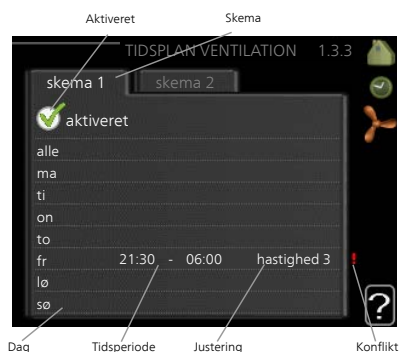 Aktiveret Skema
TIDSPLAN VENTILATION 1.3.3
skema 1 skema 2
aktiveret
alle
ma
ti
on
to
fr 21:30 - 06:00 hastighed 3 !
lø
sø
?
Dag Tidsperiode Justering Konflikt